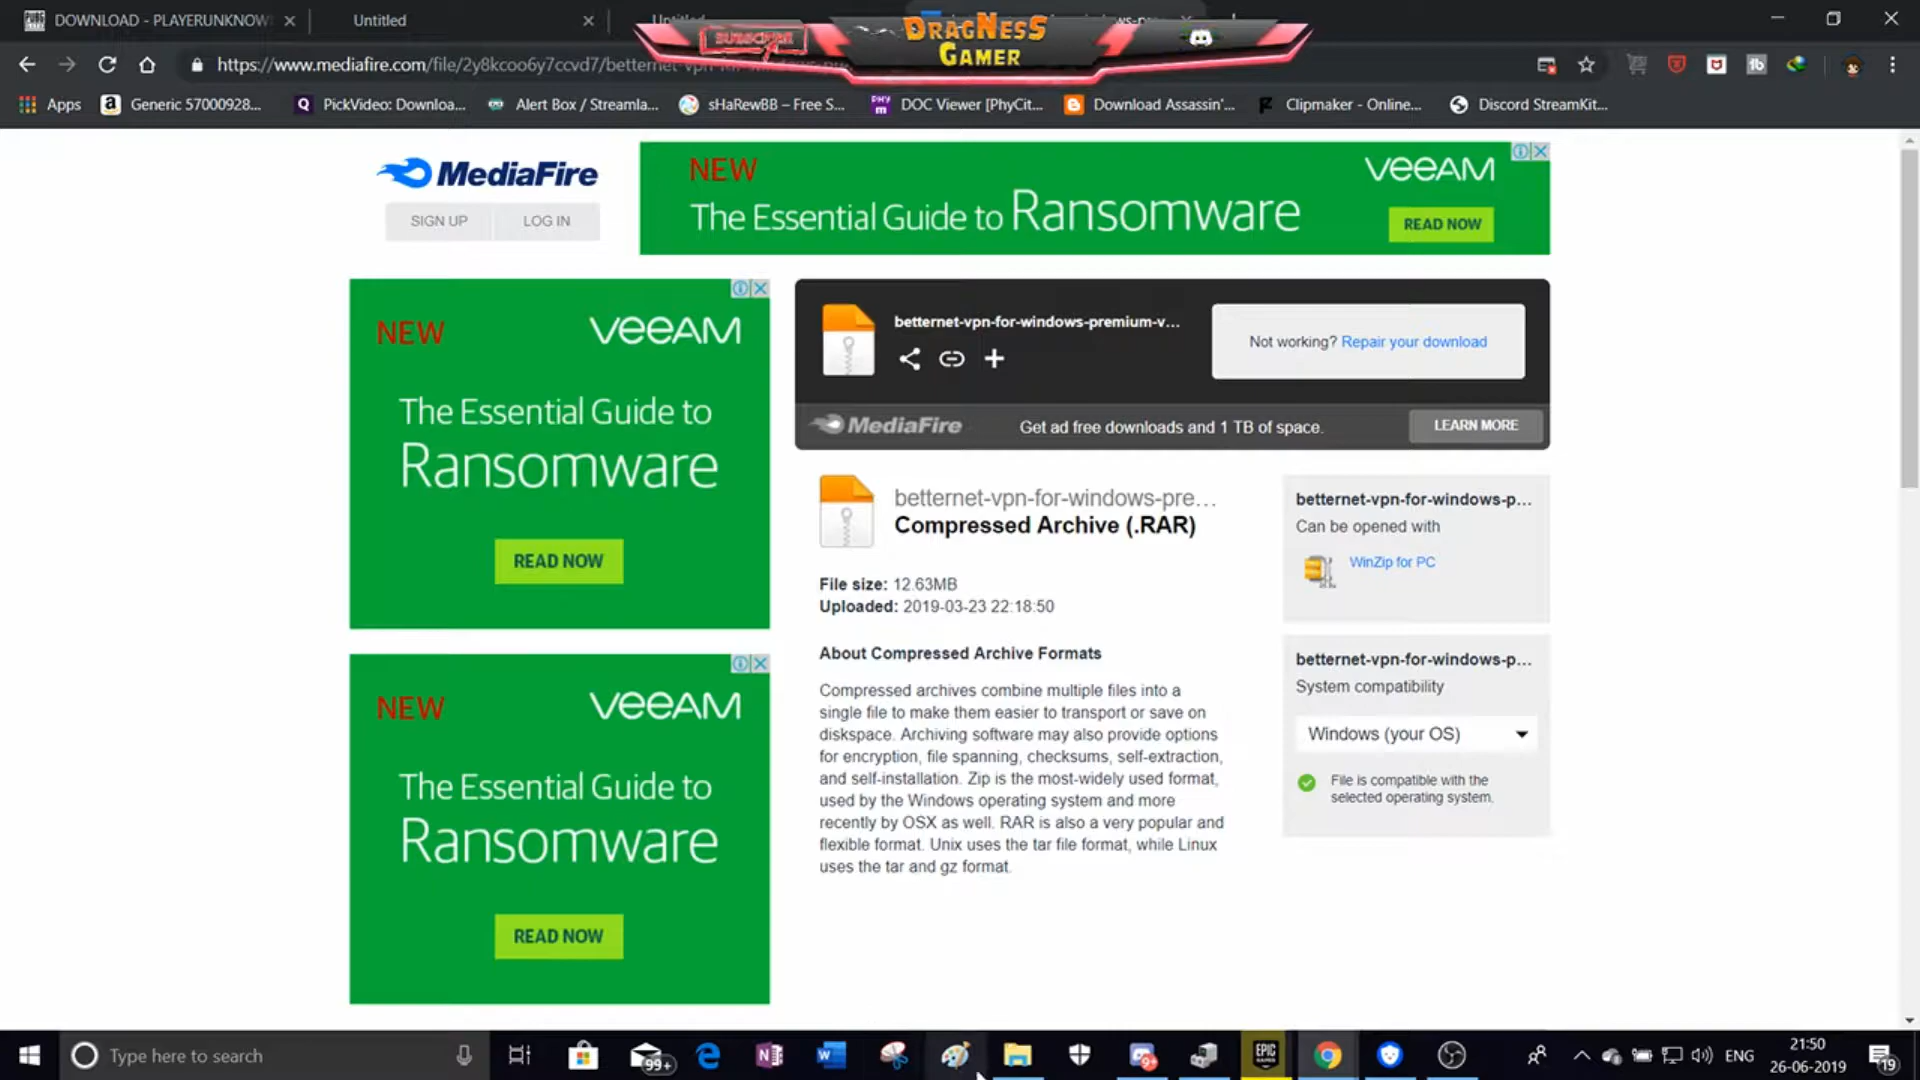 DOWNLOAD - PLAYERUNKNOW
Untitled
DRAGNESS
GAMER
SUBSCRIBE
https://www.mediafire.com/file/2y8kcoo6y7ccvd7/betternet-vpn-for-windows-pre
Apps
Generic 57000928...
PickVideo: Downloa...
Alert Box / Streamla...
sHaRewBB – Free S...
DOC Viewer [PhyCit...
Download Assassin'...
Clipmaker - Online...
Discord StreamKit...
MediaFire
SIGN UP
LOG IN
NEW
The Essential Guide to Ransomware
veeAM
READ NOW
NEW
veeAM
The Essential Guide to
Ransomware
READ NOW
betternet-vpn-for-windows-premium-v...
Not working? Repair your download
MediaFire
Get ad free downloads and 1 TB of space.
LEARN MORE
betternet-vpn-for-windows-pre...
Compressed Archive (.RAR)
File size: 12.63MB
Uploaded: 2019-03-23 22:18:50
About Compressed Archive Formats
Compressed archives combine multiple files into a
single file to make them easier to transport or save on
diskspace. Archiving software may also provide options
for encryption, file spanning, checksums, self-extraction,
and self-installation. Zip is the most-widely used format,
used by the Windows operating system and more
recently by OSX as well. RAR is also a very popular and
flexible format. Unix uses the tar file format, while Linux
uses the tar and gz format.
betternet-vpn-for-windows-p...
Can be opened with
WinZip for PC
betternet-vpn-for-windows-p...
System compatibility
Windows (your OS)
File is compatible with the
selected operating system.
NEW
veeAM
The Essential Guide to
Ransomware
READ NOW
Type here to search
99+
9+
EPIC
GAMES
ENG
21:50
26-06-2019
19